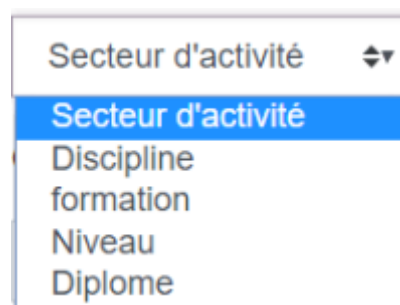 Secteur d'activité
Secteur d'activité
Discipline
formation
Niveau
Diplome